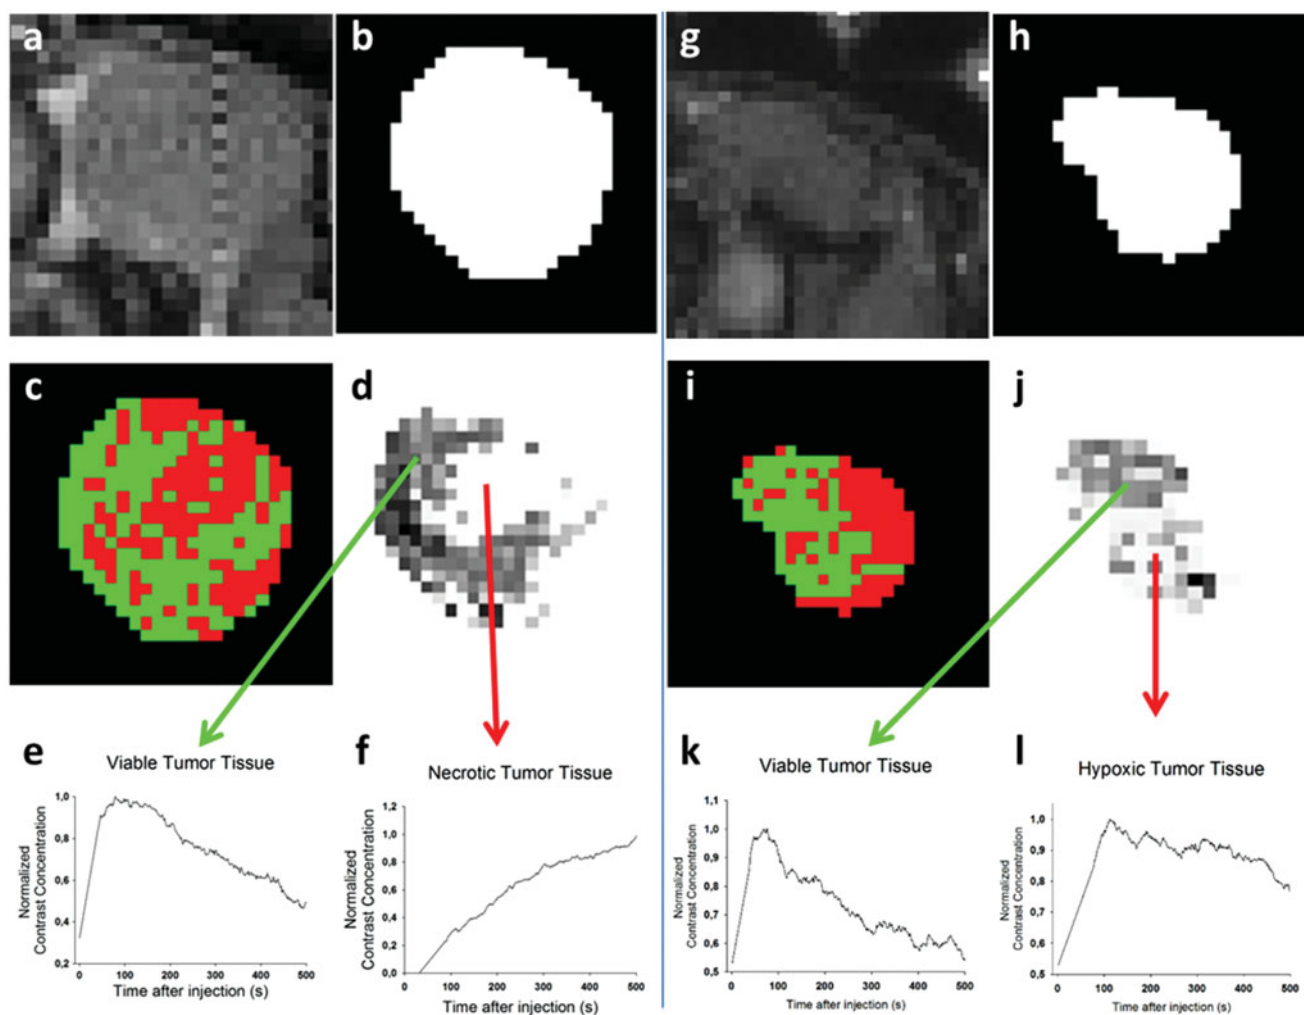 a
b
g
h
c
d
i
j
e
Viable Tumor Tissue
f
Necrotic Tumor Tissue
k
Viable Tumor Tissue
l
Hypoxic Tumor Tissue
Normalized
Contrast Concentration
1,0
0,8
0,6
0,4
0,2
0 100 200 300 400 500
Time after injection (s)
Normalized
Contrast Concentration
1,2
1,0
0,8
0,6
0,4
0,2
0,0
0 100 200 300 400 500
Time after injection (s)
Normalized
Contrast Concentration
1,1
1,0
0,9
0,8
0,7
0,6
0,5
0 100 200 300 400 500
Time after injection (s)
Normalized
Contrast Concentration
1,0
0,9
0,8
0,7
0,6
0,5
0 100 200 300 400 500
Time after injection (s)